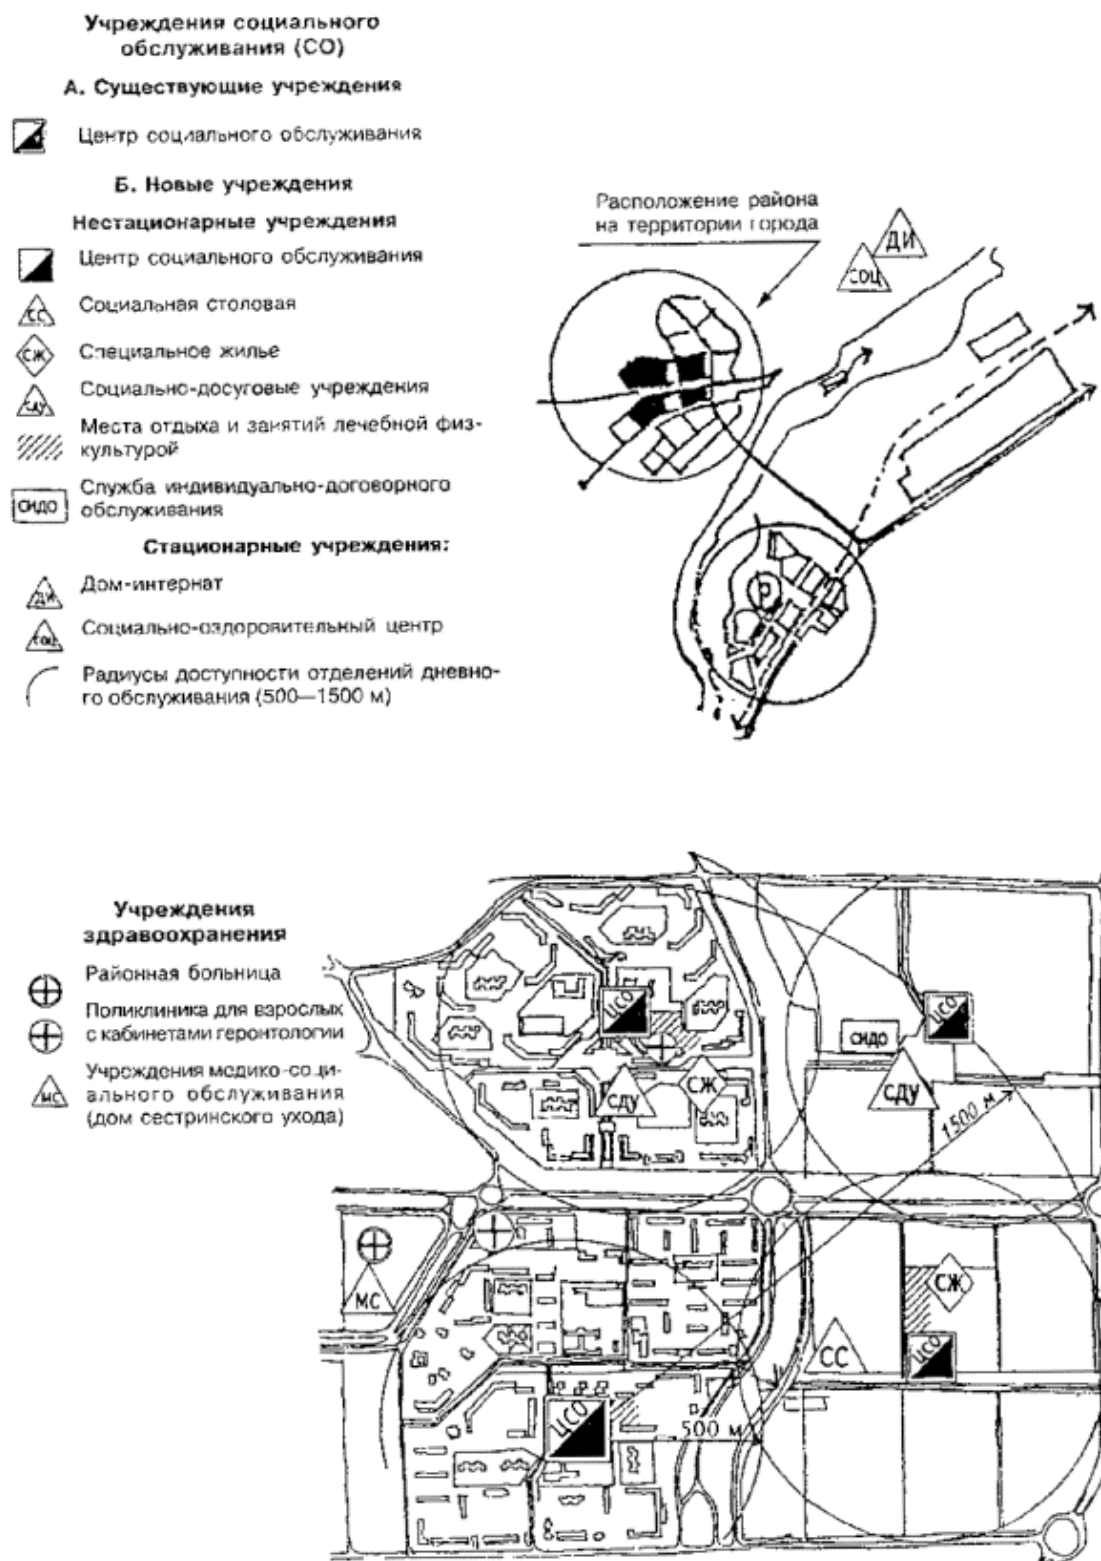 Учреждения социального
обслуживания (СО)
А. Существующие учреждения
Центр социального обслуживания
Б. Новые учреждения
Нестационарные учреждения
Центр социального обслуживания
СС
Социальная столовая
СЖ
Специальное жилье
СДУ
Социально-досуговые учреждения
Места отдыха и занятий лечебной физ-
культурой
СИДО
Служба индивидуально-договорного
обслуживания
Стационарные учреждения:
ДИ
Дом-интернат
СОЦ
Социально-оздоровительный центр
Радиусы доступности отделений дневно-
го обслуживания (500—1500 м)
Расположение района
на территории города
ДИ
СОЦ
Учреждения
здравоохранения
Районная больница
Поликлиника для взрослых
с кабинетами геронтологии
МС
Учреждения медико-соци-
ального обслуживания
(дом сестринского ухода)
ЦСО
ЦСО
СИДО
СДУ
СЖ
СДУ
1500 м
МС
СЖ
СС
ЦСО
ЦСО
500 м